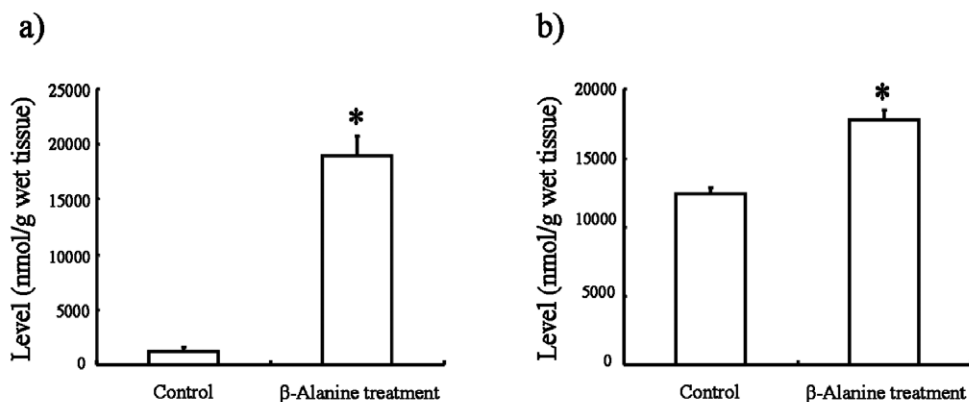 a)
Level (nmol/g wet tissue)
25000
20000
15000
10000
5000
0
*
Control
β-Alanine treatment
b)
Level (nmol/g wet tissue)
20000
15000
10000
5000
0
*
Control
β-Alanine treatment